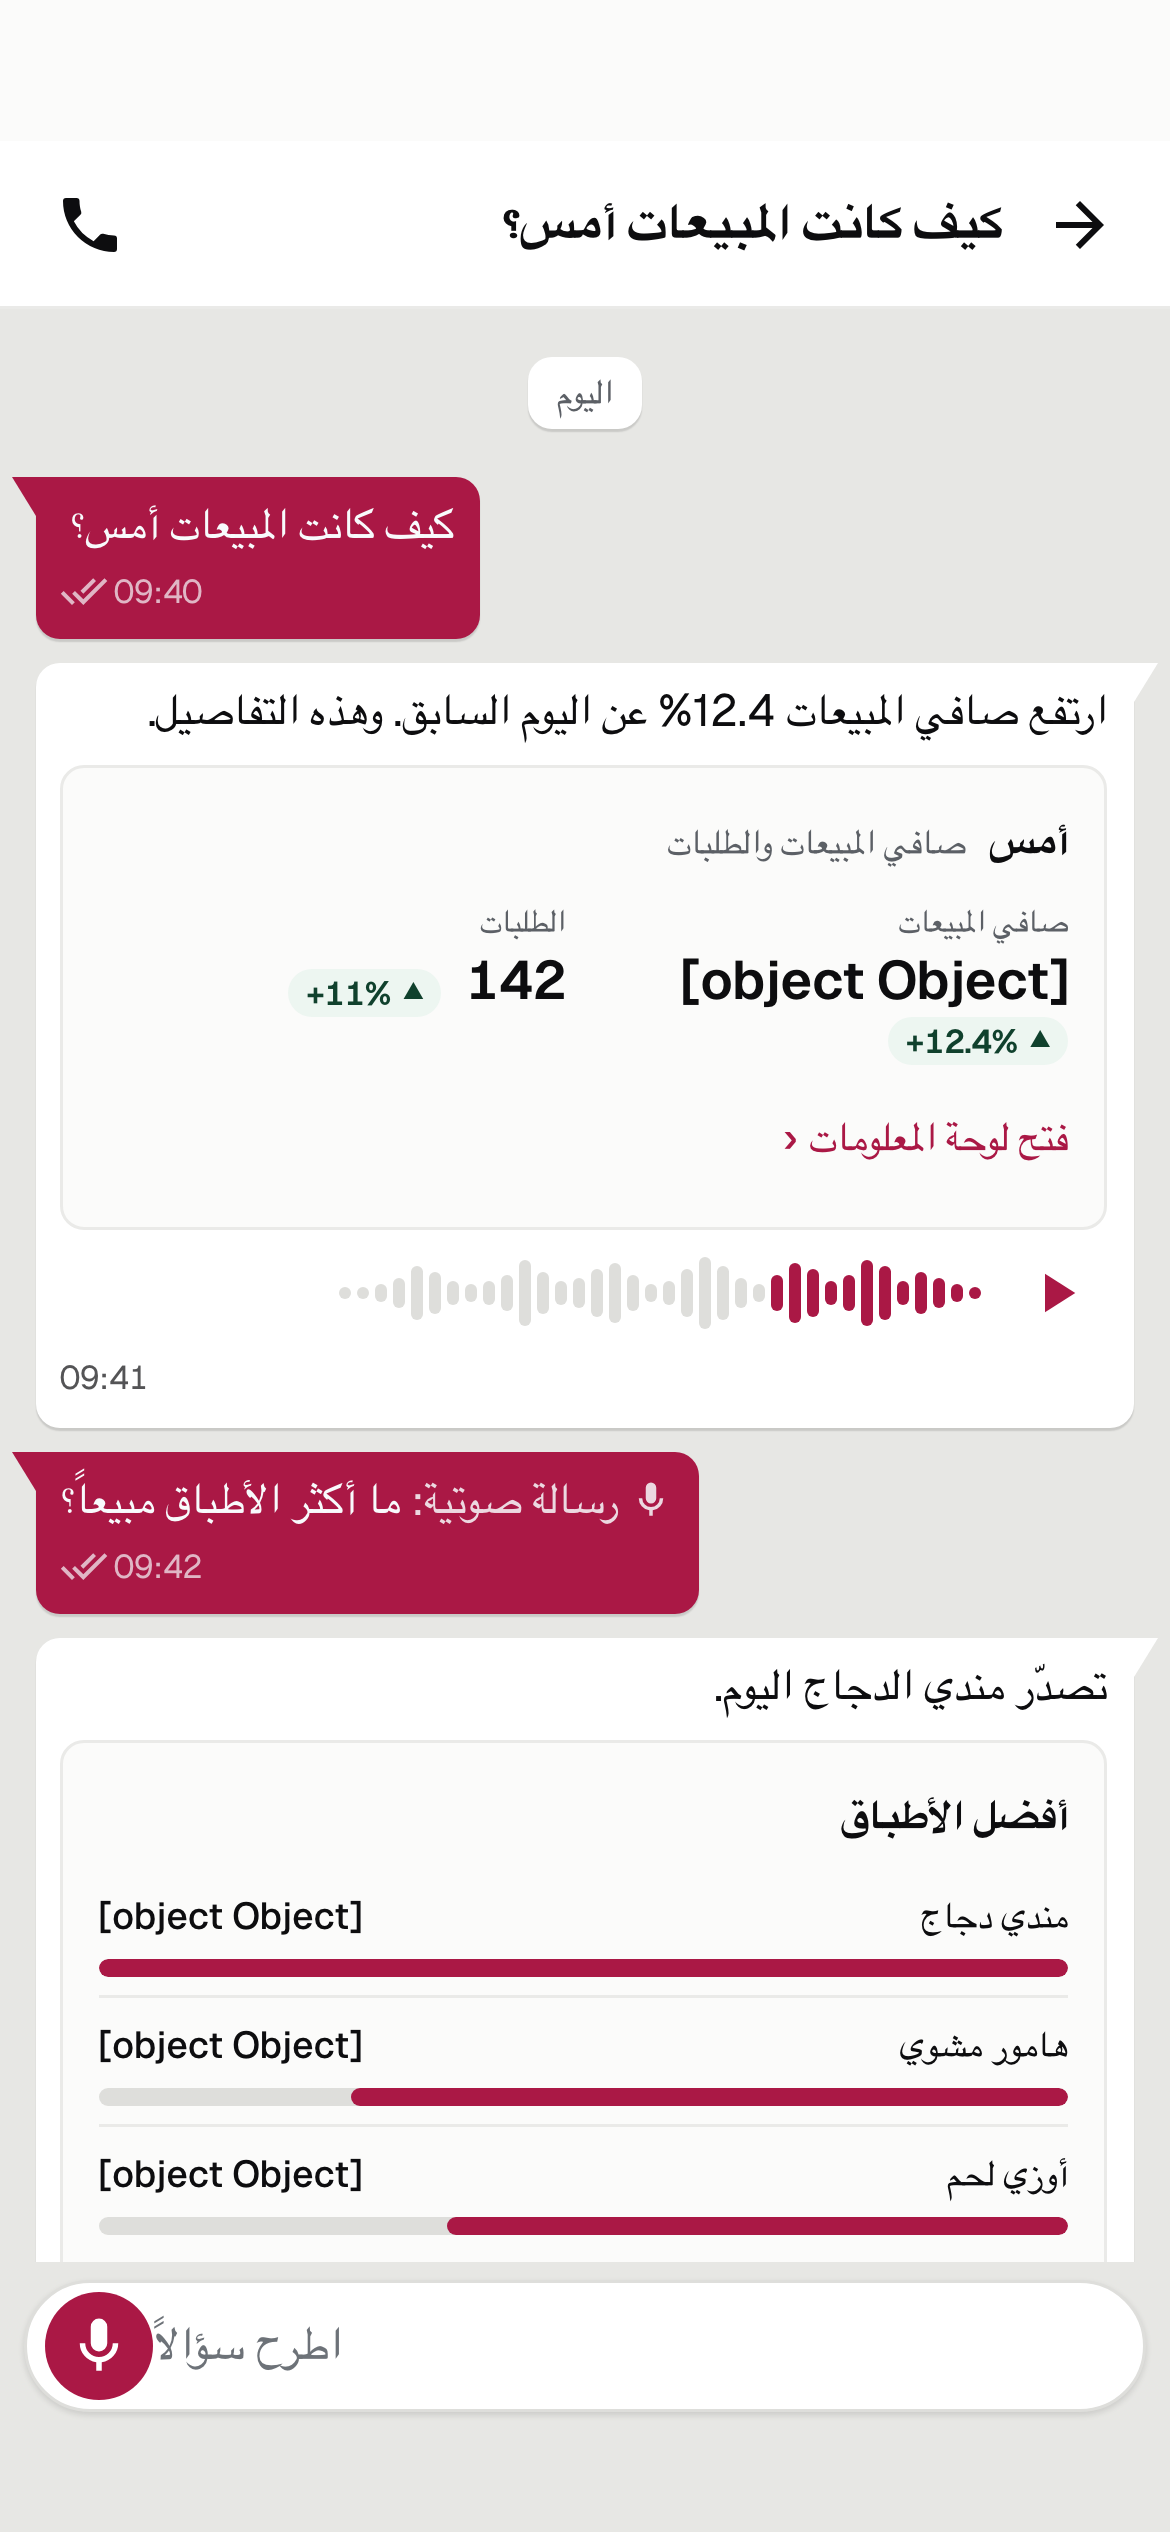 كيف كانت المبيعات أمس؟
اليوم
كيف كانت المبيعات أمس؟
09:40
ارتفع صافي المبيعات 12.4% عن اليوم السابق. وهذه التفاصيل.
أمس صافي المبيعات والطلبات
صافي المبيعات
[object Object]
▲ +12.4%
الطلبات
142 ▲ +11%
فتح لوحة المعلومات ‹
09:41
رسالة صوتية: ما أكثر الأطباق مبيعاً؟
09:42
تصدّر مندي الدجاج اليوم.
أفضل الأطباق
مندي دجاج [object Object]
هامور مشوي [object Object]
أوزي لحم [object Object]
اطرح سؤالاً